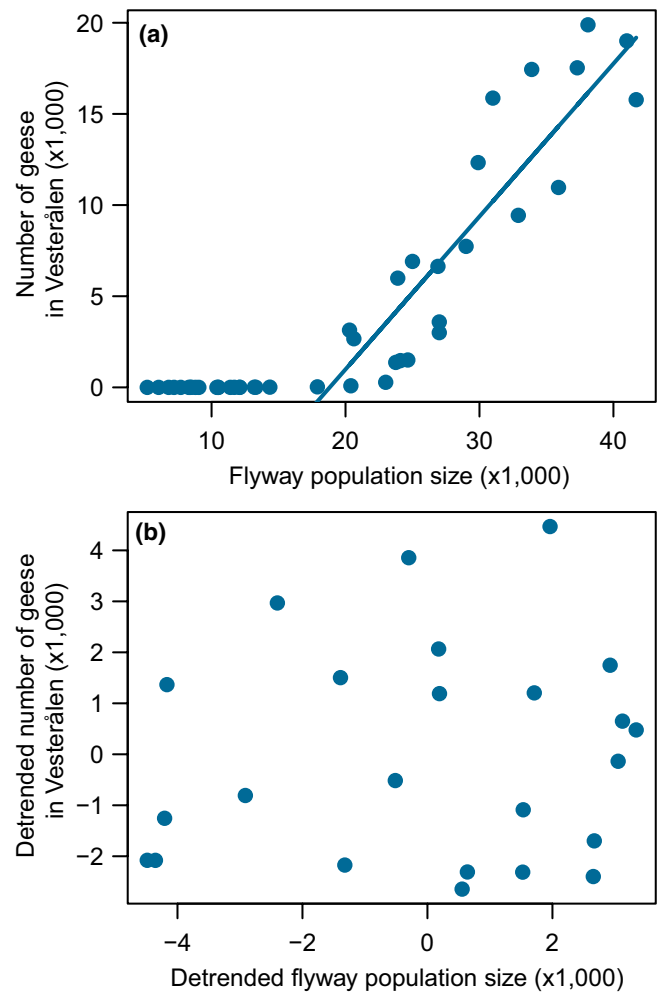 (a)
20
15
10
5
0
Number of geese
in Vesterålen (x1,000)
10 20 30 40
Flyway population size (x1,000)
(b)
4
3
2
1
0
−1
−2
Detrended number of geese
in Vesterålen (x1,000)
−4 −2 0 2
Detrended flyway population size (x1,000)